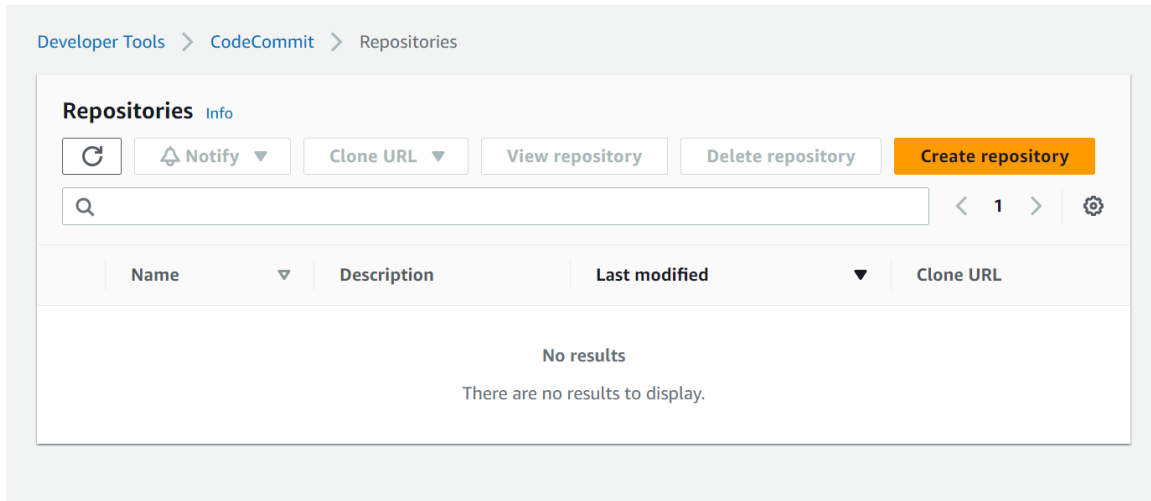 Developer Tools > CodeCommit > Repositories
Repositories Info
Notify Clone URL View repository Delete repository Create repository
1
Name Description Last modified Clone URL
No results
There are no results to display.